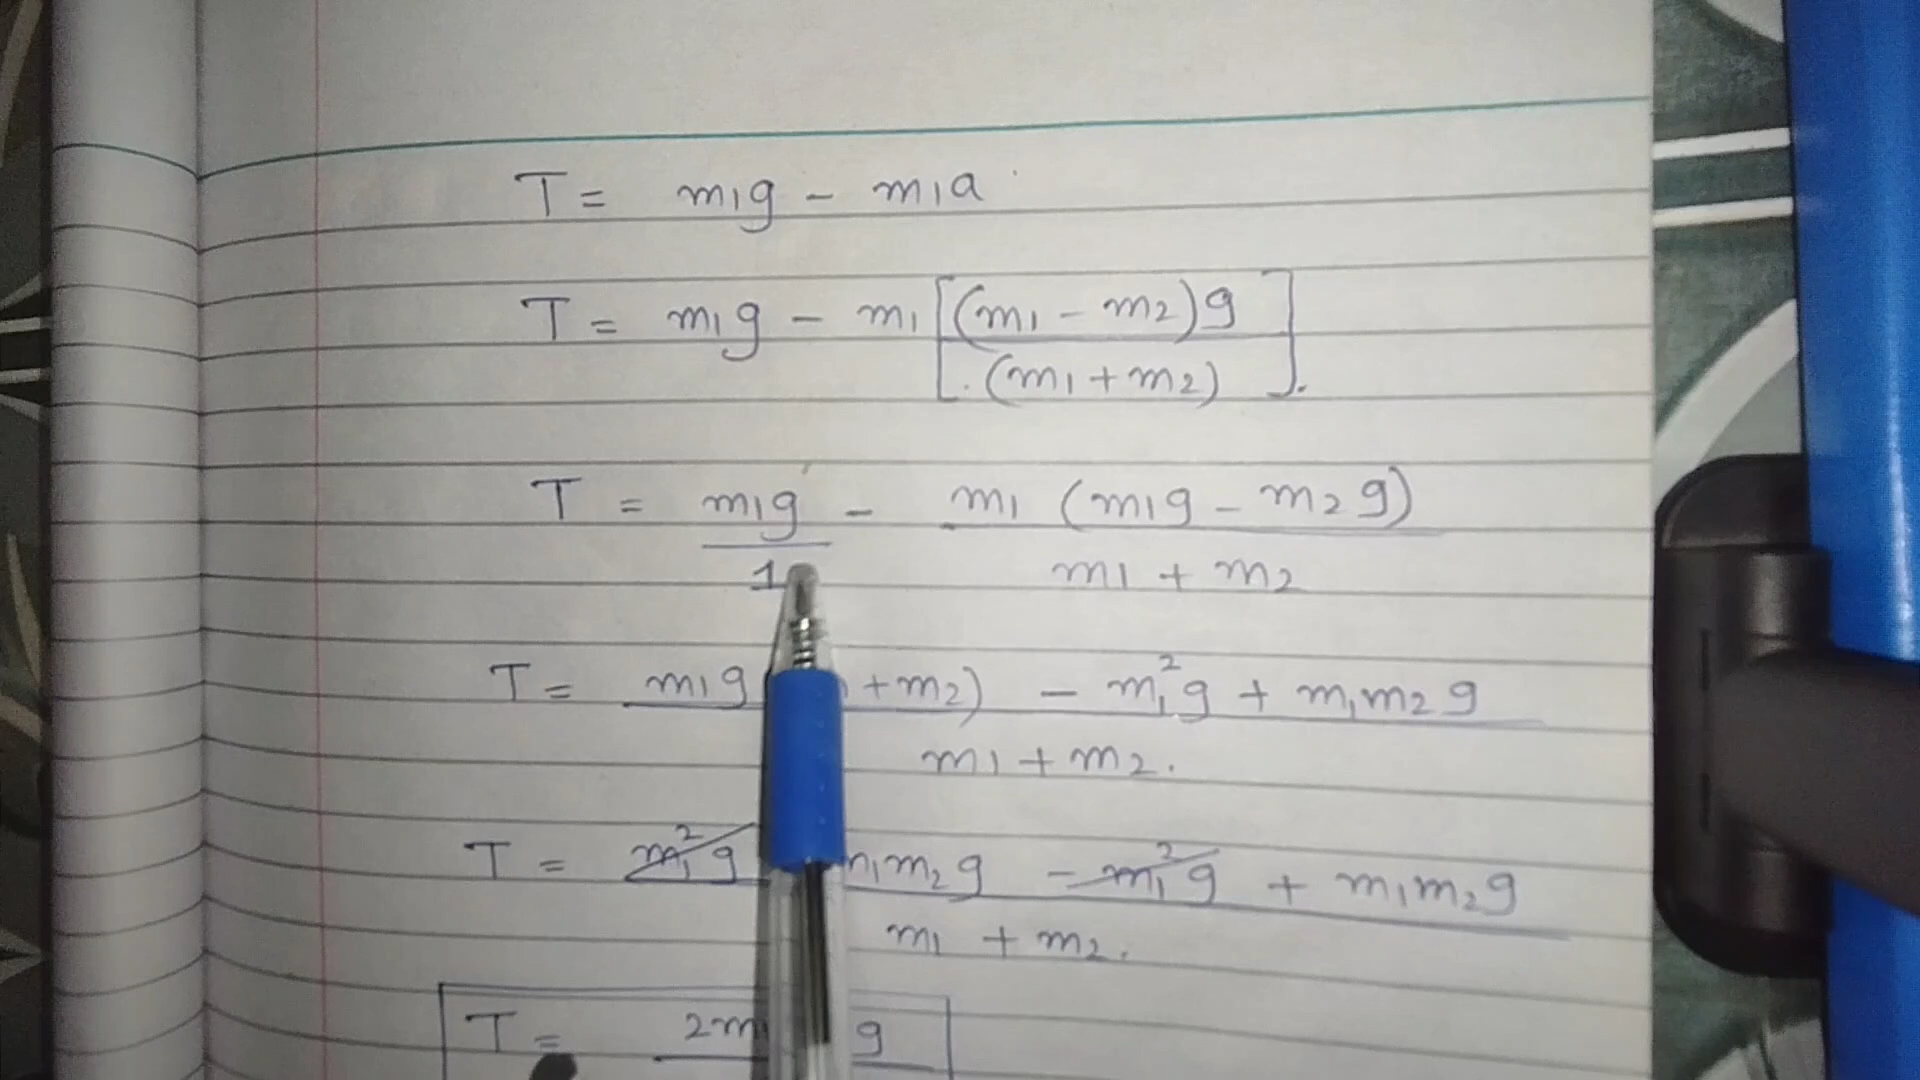 T = m₁g - m₁a
T = m₁g - m₁ [(m₁ - m₂)g / (m₁ + m₂)].
T = m₁g / 1 - m₁ (m₁g - m₂g) / m₁ + m₂
T = m₁g + m₂) - m₁²g + m₁m₂g / m₁ + m₂.
T = m₁²g m₁m₂g - m₁²g + m₁m₂g / m₁ + m₂.
T = 2m g